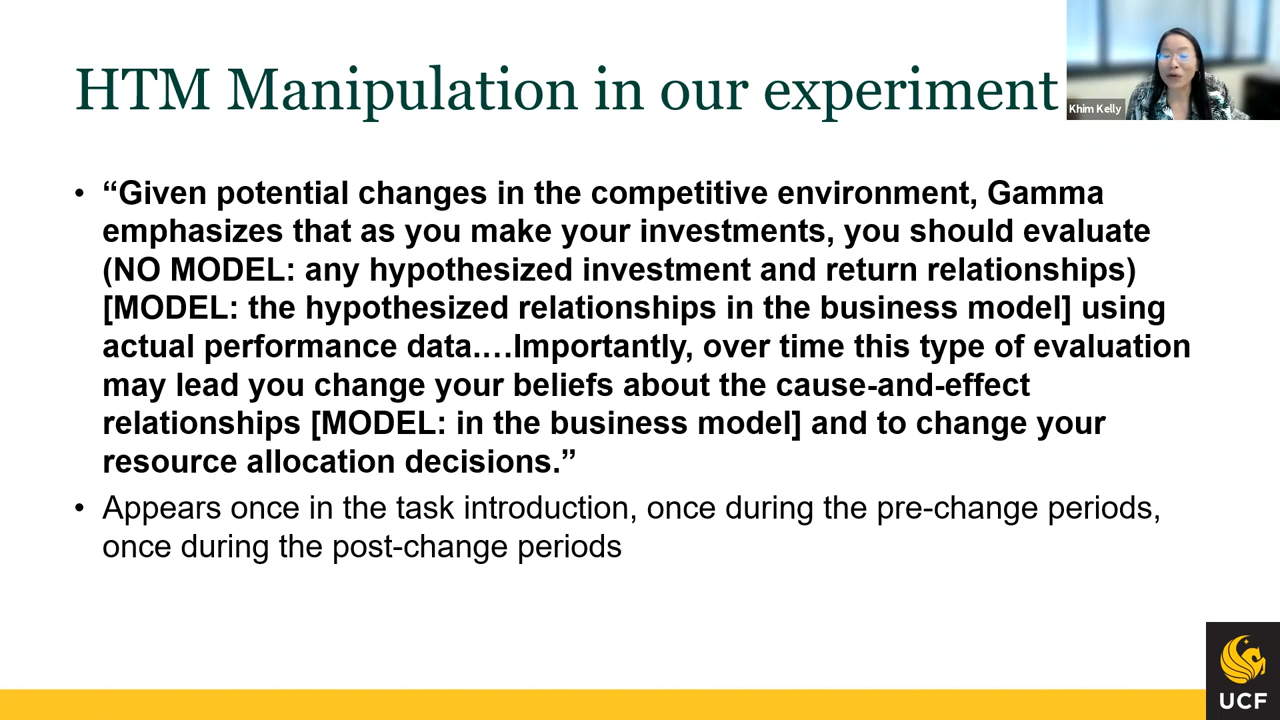 HTM Manipulation in our experiment
Khim Kelly
• “Given potential changes in the competitive environment, Gamma
emphasizes that as you make your investments, you should evaluate
(NO MODEL: any hypothesized investment and return relationships)
[MODEL: the hypothesized relationships in the business model] using
actual performance data.…Importantly, over time this type of evaluation
may lead you change your beliefs about the cause-and-effect
relationships [MODEL: in the business model] and to change your
resource allocation decisions.”
• Appears once in the task introduction, once during the pre-change periods,
once during the post-change periods
UCF